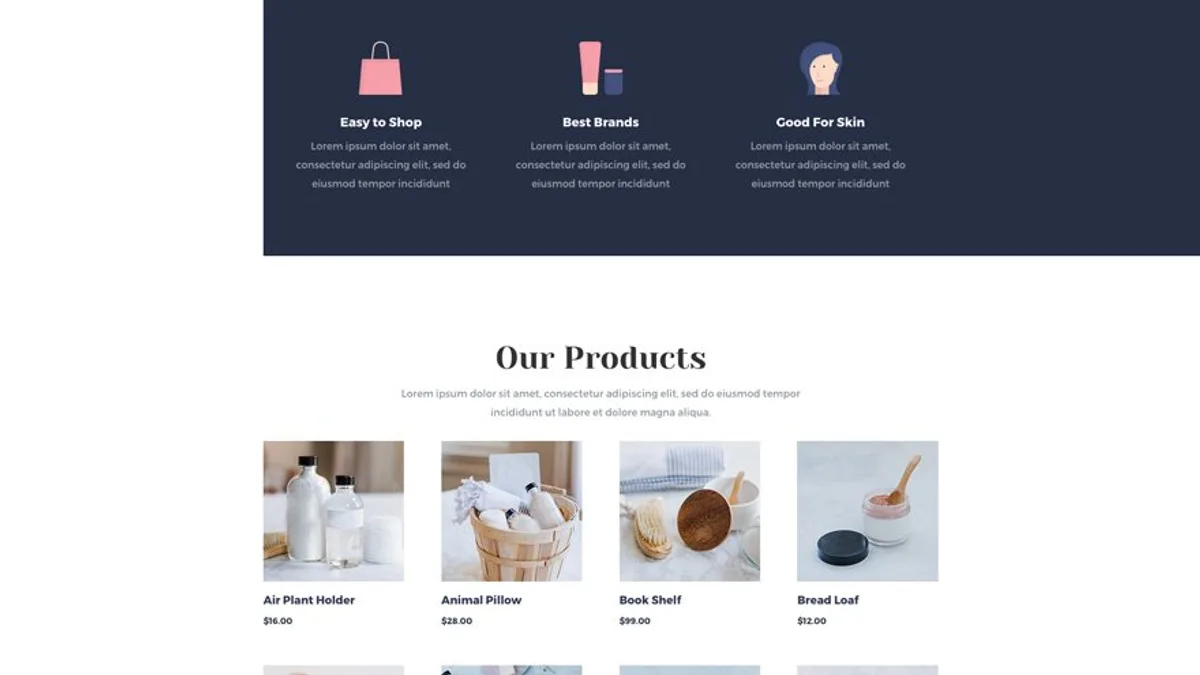 Easy to Shop
Lorem ipsum dolor sit amet,
consectetur adipiscing elit, sed do
eiusmod tempor incididunt
Best Brands
Lorem ipsum dolor sit amet,
consectetur adipiscing elit, sed do
eiusmod tempor incididunt
Good For Skin
Lorem ipsum dolor sit amet,
consectetur adipiscing elit, sed do
eiusmod tempor incididunt
Our Products
Lorem ipsum dolor sit amet, consectetur adipiscing elit, sed do eiusmod tempor
incididunt ut labore et dolore magna aliqua.
Air Plant Holder
$16.00
Animal Pillow
$28.00
Book Shelf
$99.00
Bread Loaf
$12.00